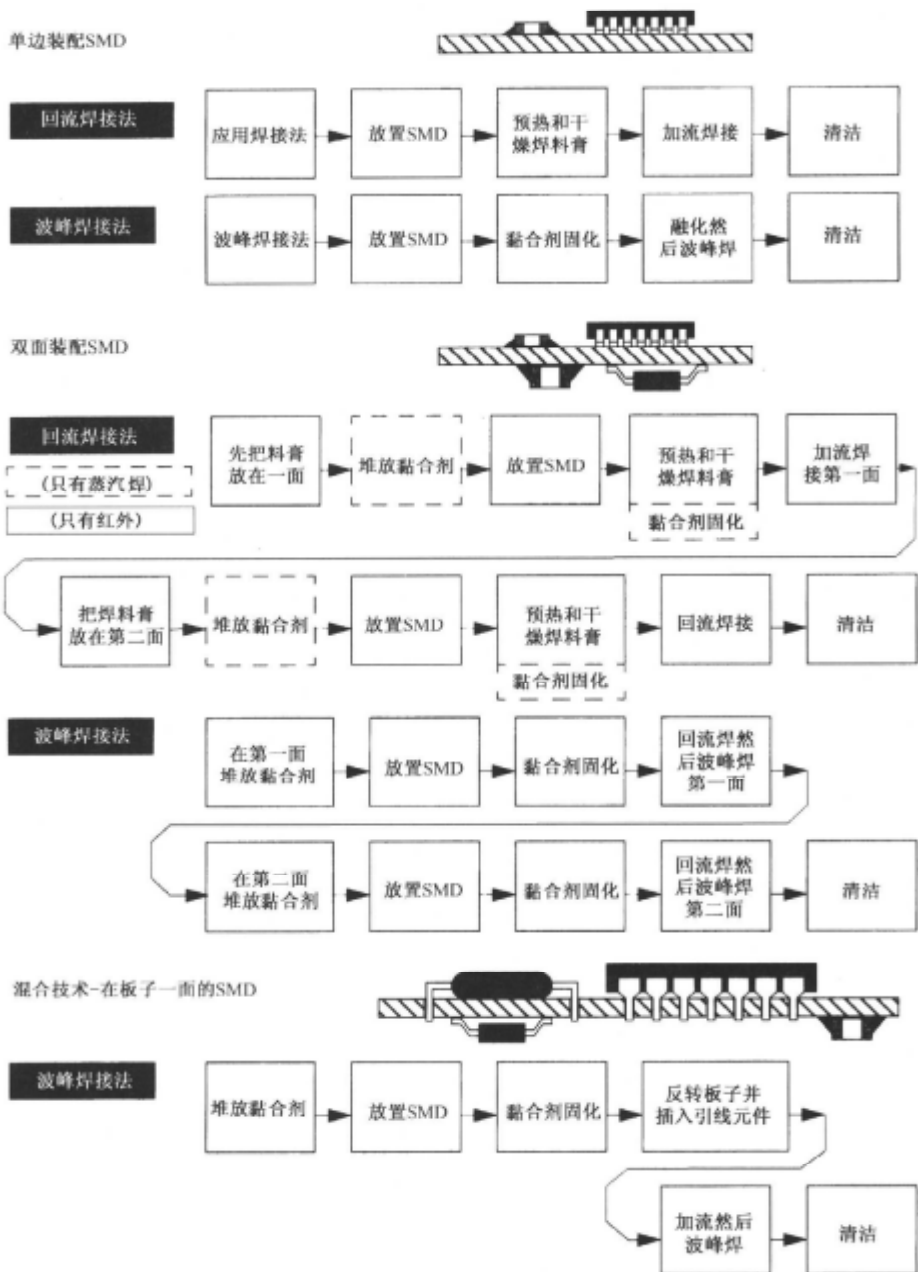 单边装配SMD
回流焊接法
应用焊接法
放置SMD
预热和干
燥焊料膏
加流焊接
清洁
波峰焊接法
波峰焊接法
放置SMD
黏合剂固化
融化然
后波峰焊
清洁
双面装配SMD
回流焊接法
(只有蒸汽焊)
(只有红外)
先把料膏
放在一面
堆放黏合剂
放置SMD
预热和干
燥焊料膏
黏合剂固化
加流焊
接第一面
把焊料膏
放在第二面
堆放黏合剂
放置SMD
预热和干
燥焊料膏
黏合剂固化
回流焊接
清洁
波峰焊接法
在第一面
堆放黏合剂
放置SMD
黏合剂固化
回流焊然
后波峰焊
第一面
在第二面
堆放黏合剂
放置SMD
黏合剂固化
回流焊然
后波峰焊
第二面
清洁
混合技术-在板子一面的SMD
波峰焊接法
堆放黏合剂
放置SMD
黏合剂固化
反转板子并
插入引线元件
加流然后
波峰焊
清洁